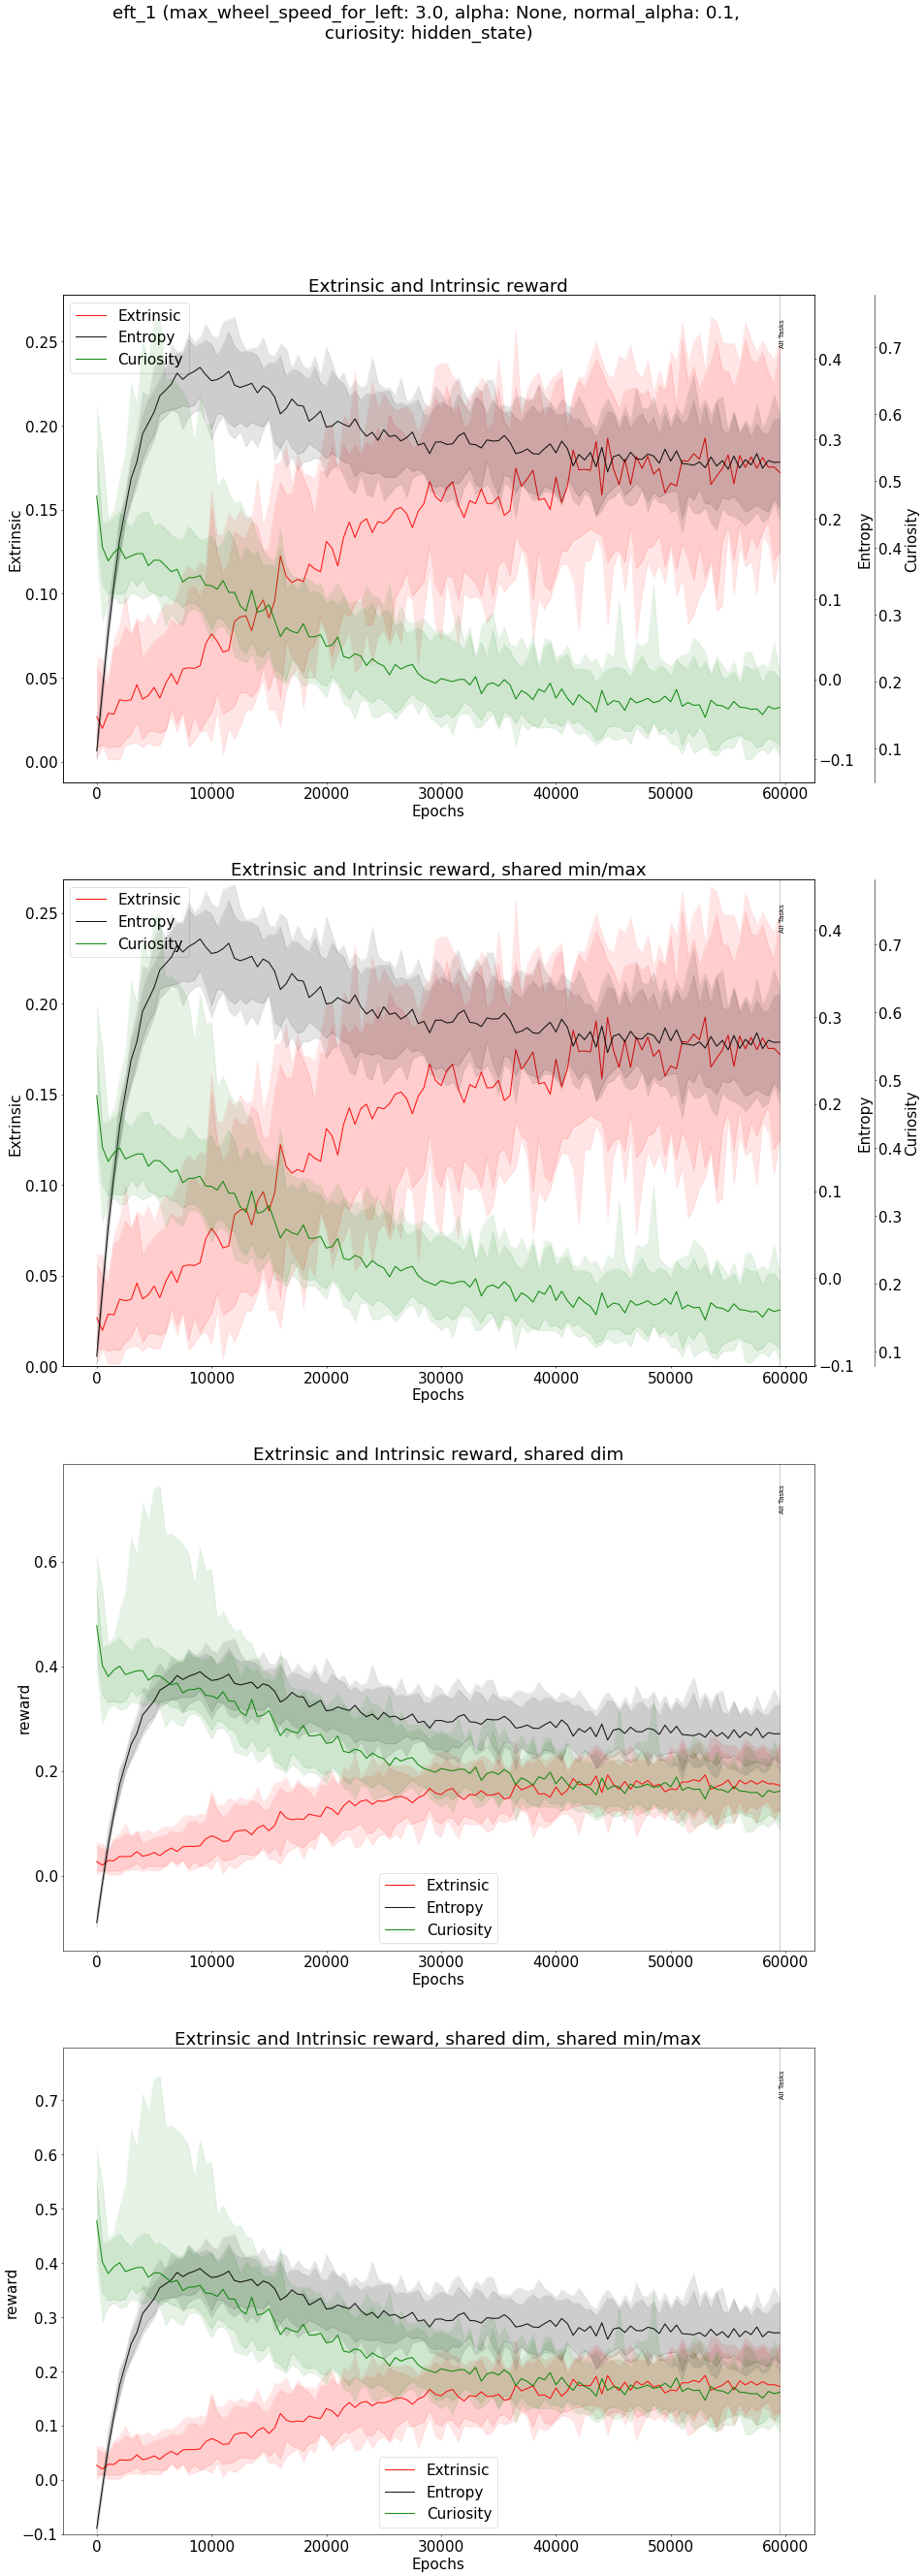 eft_1 (max_wheel_speed_for_left: 3.0, alpha: None, normal_alpha: 0.1,
curiosity: hidden_state)
Extrinsic and Intrinsic reward
Extrinsic
Entropy
Curiosity
All Tasks
0.25
0.20
0.15
0.10
0.05
0.00
Extrinsic
0.4
0.3
0.2
0.1
0.0
−0.1
Entropy
0.7
0.6
0.5
0.4
0.3
0.2
0.1
Curiosity
0 10000 20000 30000 40000 50000 60000
Epochs
Extrinsic and Intrinsic reward, shared min/max
Extrinsic
Entropy
Curiosity
All Tasks
0.25
0.20
0.15
0.10
0.05
0.00
Extrinsic
0.4
0.3
0.2
0.1
0.0
−0.1
Entropy
0.7
0.6
0.5
0.4
0.3
0.2
0.1
Curiosity
0 10000 20000 30000 40000 50000 60000
Epochs
Extrinsic and Intrinsic reward, shared dim
All Tasks
0.6
0.4
0.2
0.0
reward
Extrinsic
Entropy
Curiosity
0 10000 20000 30000 40000 50000 60000
Epochs
Extrinsic and Intrinsic reward, shared dim, shared min/max
All Tasks
0.7
0.6
0.5
0.4
0.3
0.2
0.1
0.0
−0.1
reward
Extrinsic
Entropy
Curiosity
0 10000 20000 30000 40000 50000 60000
Epochs